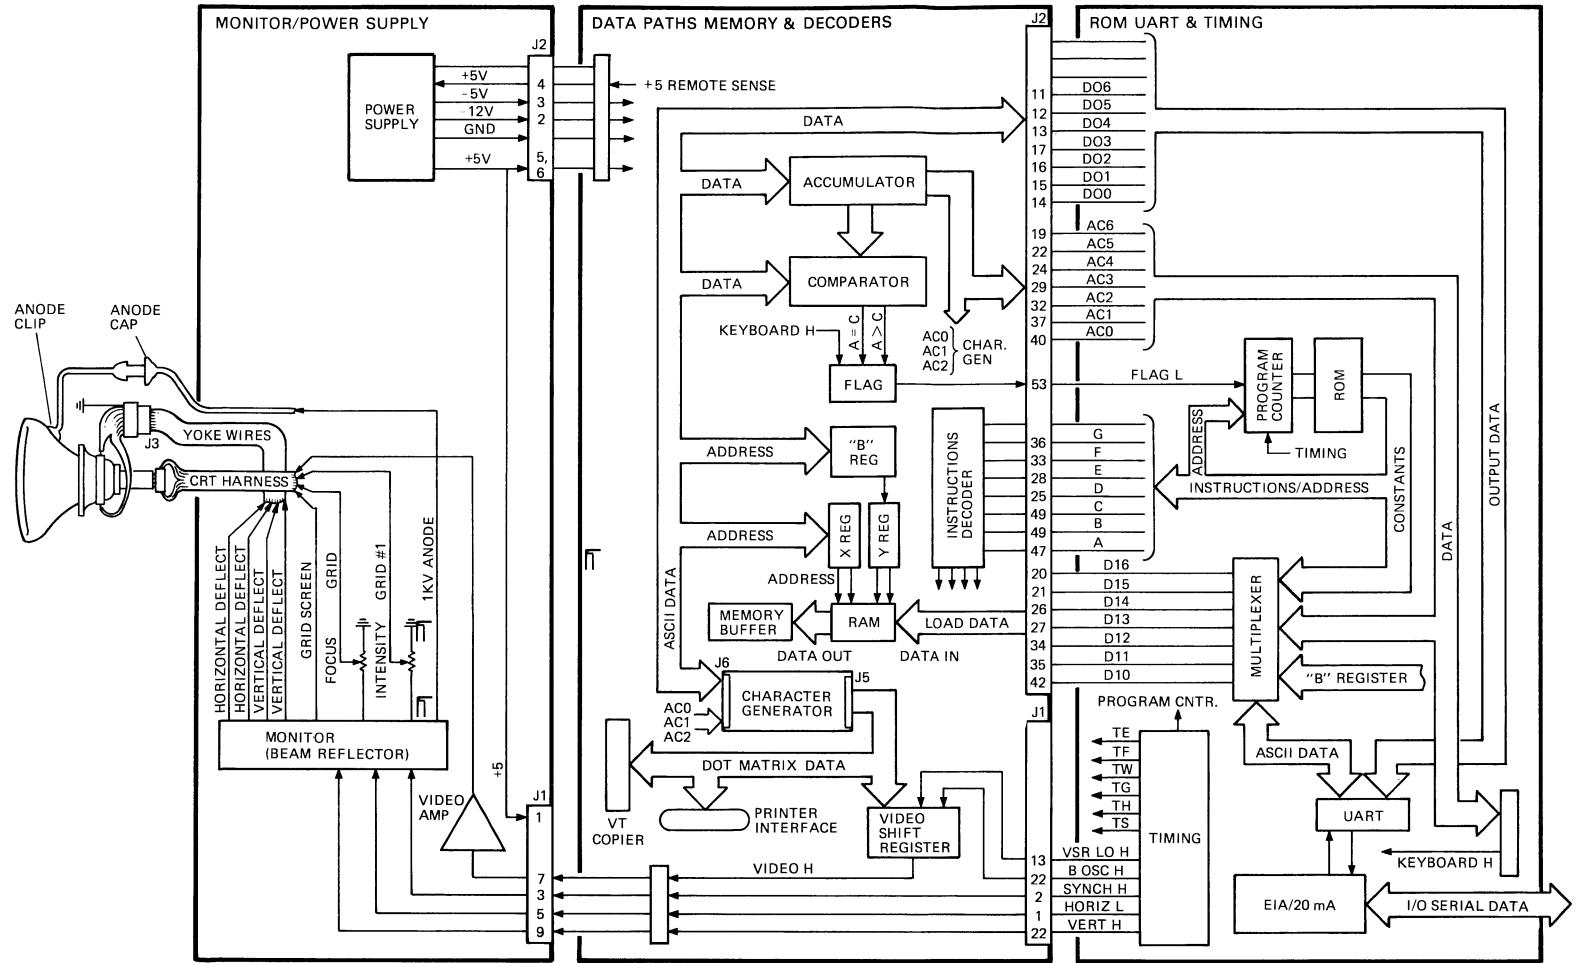 MONITOR/POWER SUPPLY
J2
POWER
SUPPLY
+5V
-5V
-12V
GND
+5V
4
3
2
5,
6
ANODE
CLIP
ANODE
CAP
J3
YOKE WIRES
CRT HARNESS
HORIZONTAL DEFLECT
HORIZONTAL DEFLECT
VERTICAL DEFLECT
VERTICAL DEFLECT
GRID SCREEN
FOCUS GRID
INTENSITY GRID #1
1KV ANODE
MONITOR
(BEAM REFLECTOR)
VIDEO
AMP
+5
J1
1
7
3
5
9
DATA PATHS MEMORY & DECODERS
+5 REMOTE SENSE
DATA
DATA
ACCUMULATOR
DATA
COMPARATOR
KEYBOARD H
A = C
A > C
FLAG
AC0
AC1
AC2
CHAR.
GEN
ADDRESS
"B"
REG
ADDRESS
X REG
Y REG
INSTRUCTIONS
DECODER
ADDRESS
MEMORY
BUFFER
RAM
LOAD DATA
DATA OUT
DATA IN
ASCII DATA
J6
J5
CHARACTER
GENERATOR
AC0
AC1
AC2
DOT MATRIX DATA
VT
COPIER
PRINTER
INTERFACE
VIDEO
SHIFT
REGISTER
VIDEO H
J2
11
12
13
17
16
15
14
19
22
24
29
32
37
40
53
36
33
28
25
49
49
47
20
21
26
27
34
35
42
J1
13
22
2
1
22
ROM UART & TIMING
DO6
DO5
DO4
DO3
DO2
DO1
DO0
AC6
AC5
AC4
AC3
AC2
AC1
AC0
FLAG L
PROGRAM
COUNTER
ROM
TIMING
ADDRESS
G
F
E
D
C
B
A
INSTRUCTIONS/ADDRESS
CONSTANTS
DATA
OUTPUT DATA
D16
D15
D14
D13
D12
D11
D10
MULTIPLEXER
"B" REGISTER
PROGRAM CNTR.
TE
TF
TW
TG
TH
TS
TIMING
VSR LO H
B OSC H
SYNCH H
HORIZ L
VERT H
ASCII DATA
UART
KEYBOARD H
EIA/20 mA
I/O SERIAL DATA